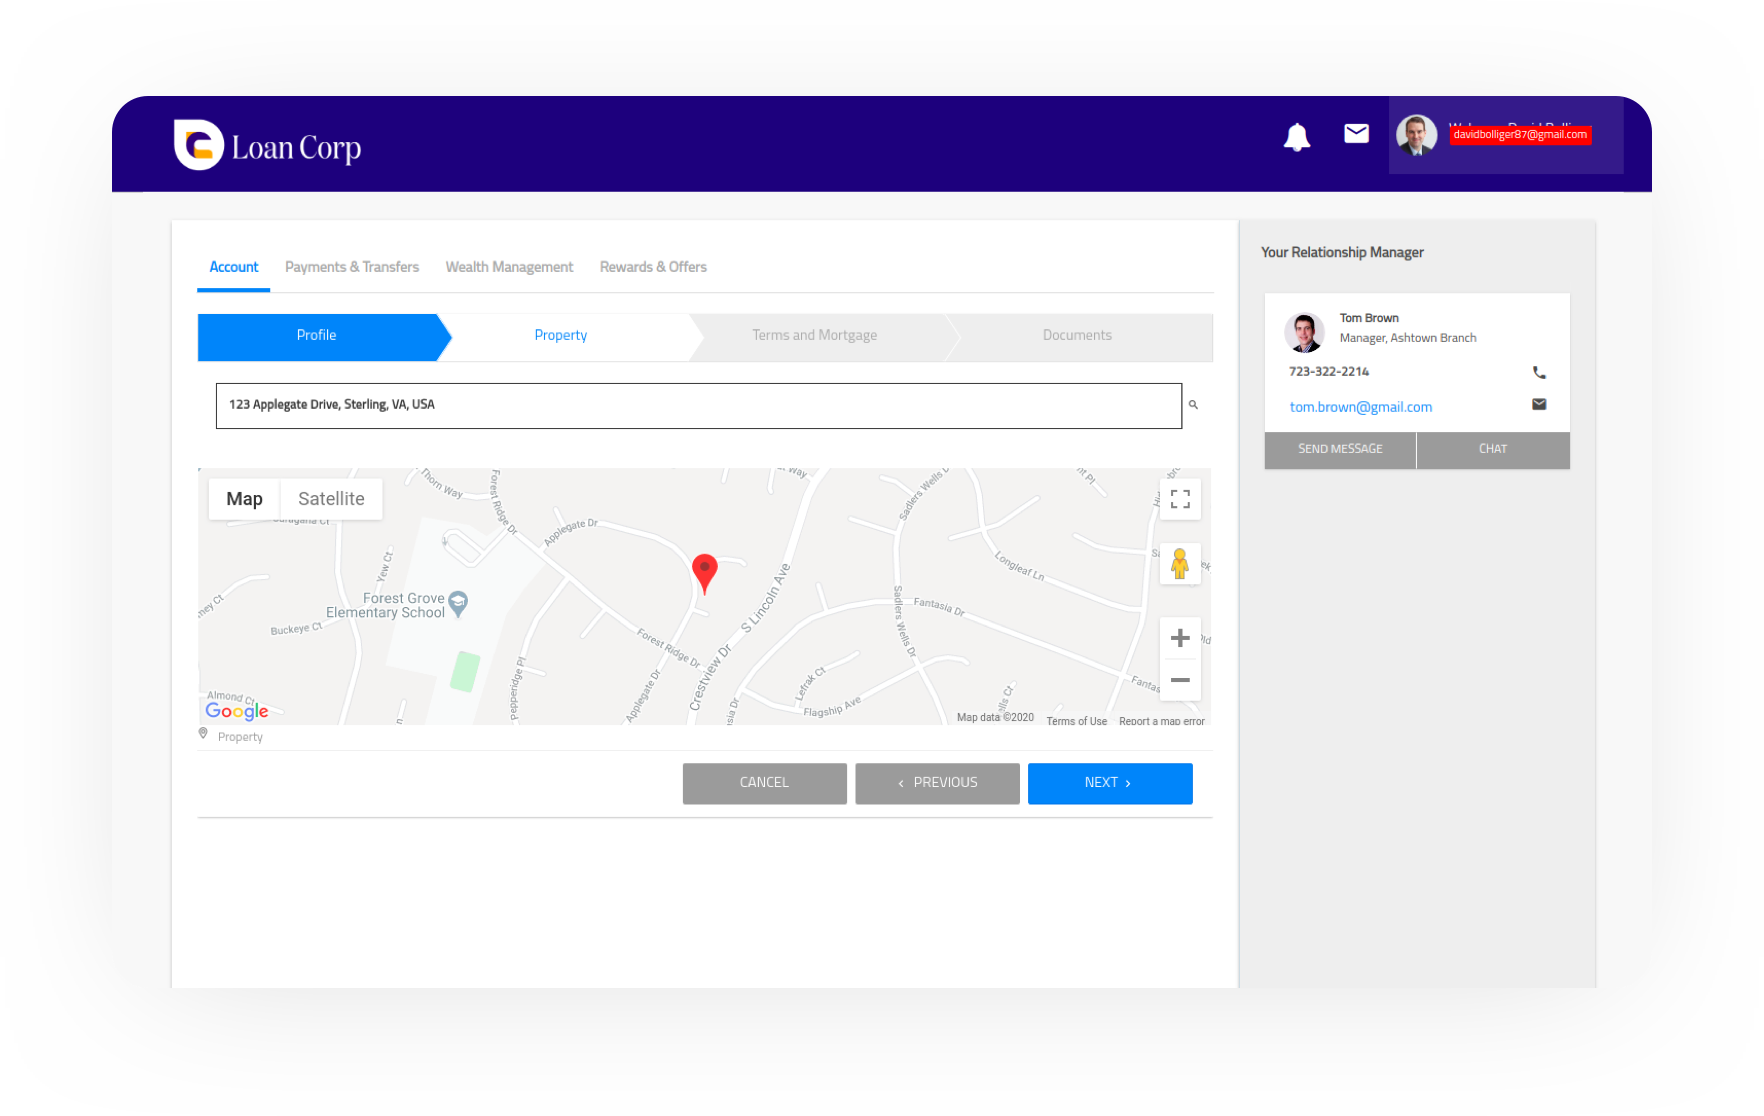 Loan Corp
davidbolliger87@gmail.com
Account Payments & Transfers Wealth Management Rewards & Offers
Your Relationship Manager
Profile Property Terms and Mortgage Documents
Tom Brown
Manager, Ashtown Branch
723-322-2214
tom.brown@gmail.com
SEND MESSAGE CHAT
123 Applegate Drive, Sterling, VA, USA
Map Satellite
Thorn Way
Forest Ridge Dr
Applegate Dr
Way
Sadlers Wells Dr
Yew Ct
Forest Grove
Elementary School
Buckeye Ct
S Lincoln Ave
Longleaf Ln
Fantasia Dr
Sadlers Wells Dr
Forest Ridge Dr
Pepperidge Pl
Applegate Dr
Crestview Dr
Lefrak Ct
Flagship Ave
Almond Ct
Google
Map data ©2020 Terms of Use Report a map error
Property
CANCEL ‹ PREVIOUS NEXT ›